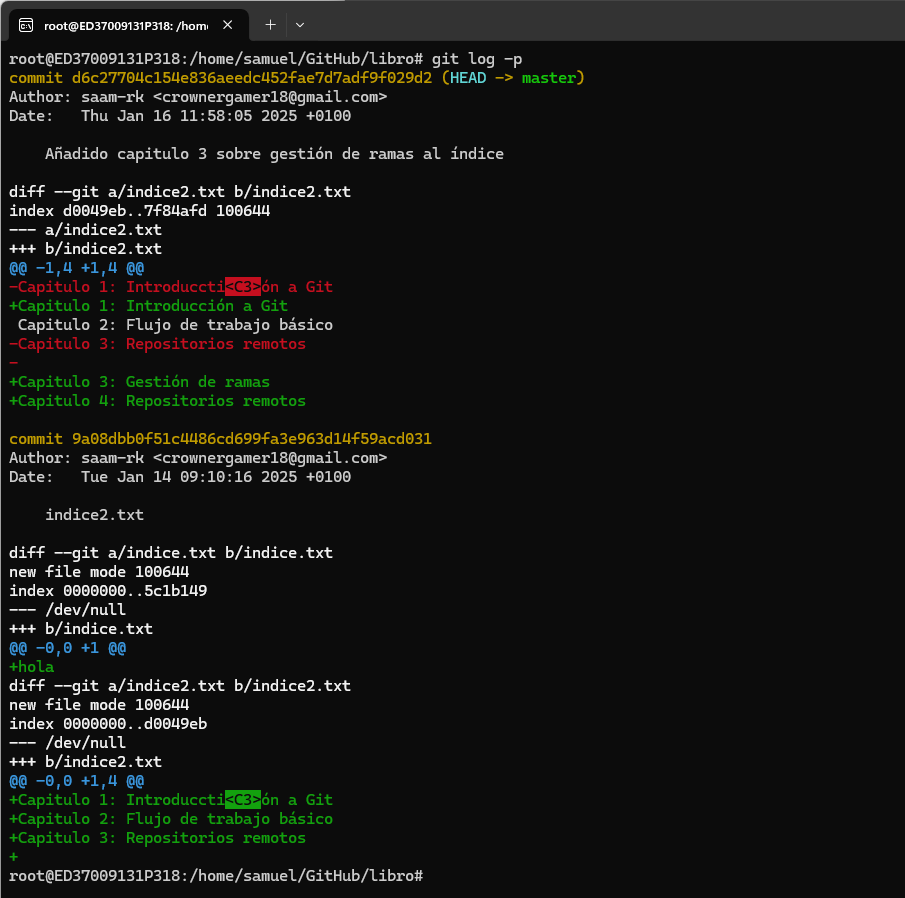 root@ED37009131P318: /hom
root@ED37009131P318:/home/samuel/GitHub/libro# git log -p
commit d6c27704c154e836aeedc452fae7d7adf9f029d2 (HEAD -> master)
Author: saam-rk <crownergamer18@gmail.com>
Date:   Thu Jan 16 11:58:05 2025 +0100
    Añadido capitulo 3 sobre gestión de ramas al índice
diff --git a/indice2.txt b/indice2.txt
index d0049eb..7f84afd 100644
--- a/indice2.txt
+++ b/indice2.txt
@@ -1,4 +1,4 @@
-Capitulo 1: Introduccti<C3>ón a Git
+Capitulo 1: Introducción a Git
 Capitulo 2: Flujo de trabajo básico
-Capitulo 3: Repositorios remotos
-
+Capitulo 3: Gestión de ramas
+Capitulo 4: Repositorios remotos
commit 9a08dbb0f51c4486cd699fa3e963d14f59acd031
Author: saam-rk <crownergamer18@gmail.com>
Date:   Tue Jan 14 09:10:16 2025 +0100
    indice2.txt
diff --git a/indice.txt b/indice.txt
new file mode 100644
index 0000000..5c1b149
--- /dev/null
+++ b/indice.txt
@@ -0,0 +1 @@
+hola
diff --git a/indice2.txt b/indice2.txt
new file mode 100644
index 0000000..d0049eb
--- /dev/null
+++ b/indice2.txt
@@ -0,0 +1,4 @@
+Capitulo 1: Introduccti<C3>ón a Git
+Capitulo 2: Flujo de trabajo básico
+Capitulo 3: Repositorios remotos
+
root@ED37009131P318:/home/samuel/GitHub/libro#